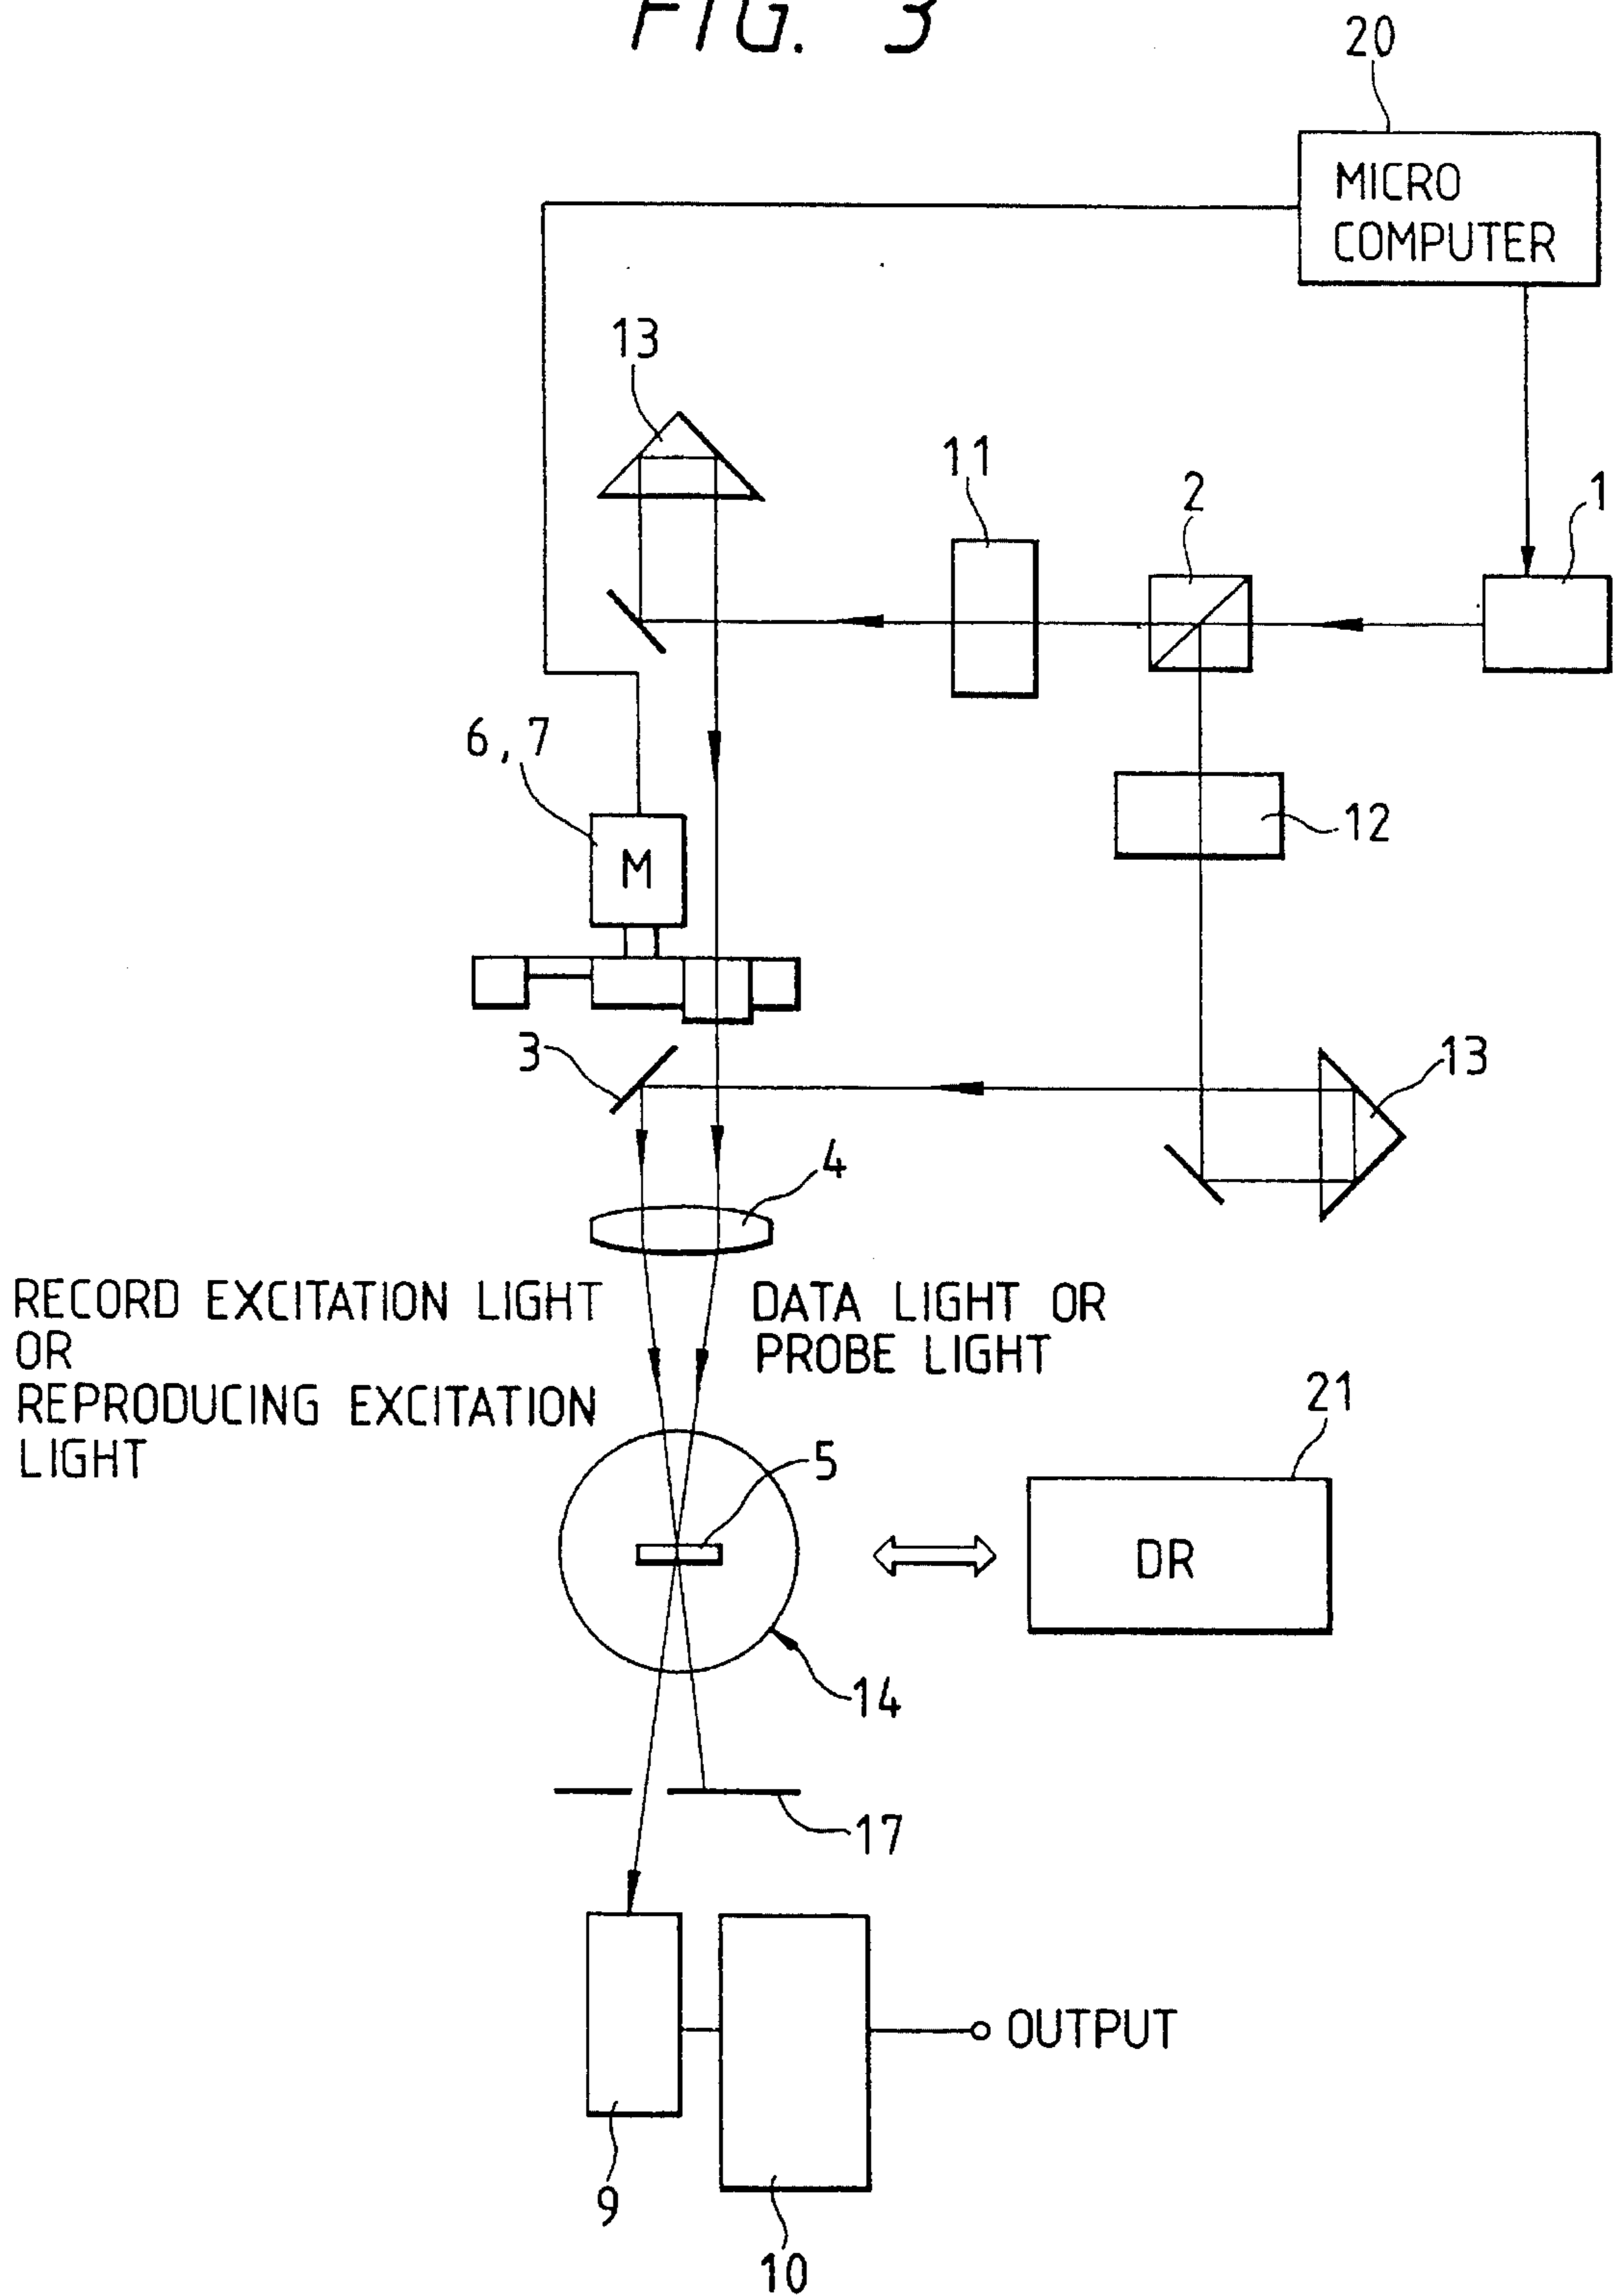 FIG. 3
20
MICRO
COMPUTER
13
11
2
1
6, 7
M
12
3
13
4
RECORD EXCITATION LIGHT
OR
REPRODUCING EXCITATION
LIGHT
DATA LIGHT OR
PROBE LIGHT
21
5
DR
14
17
OUTPUT
9
10